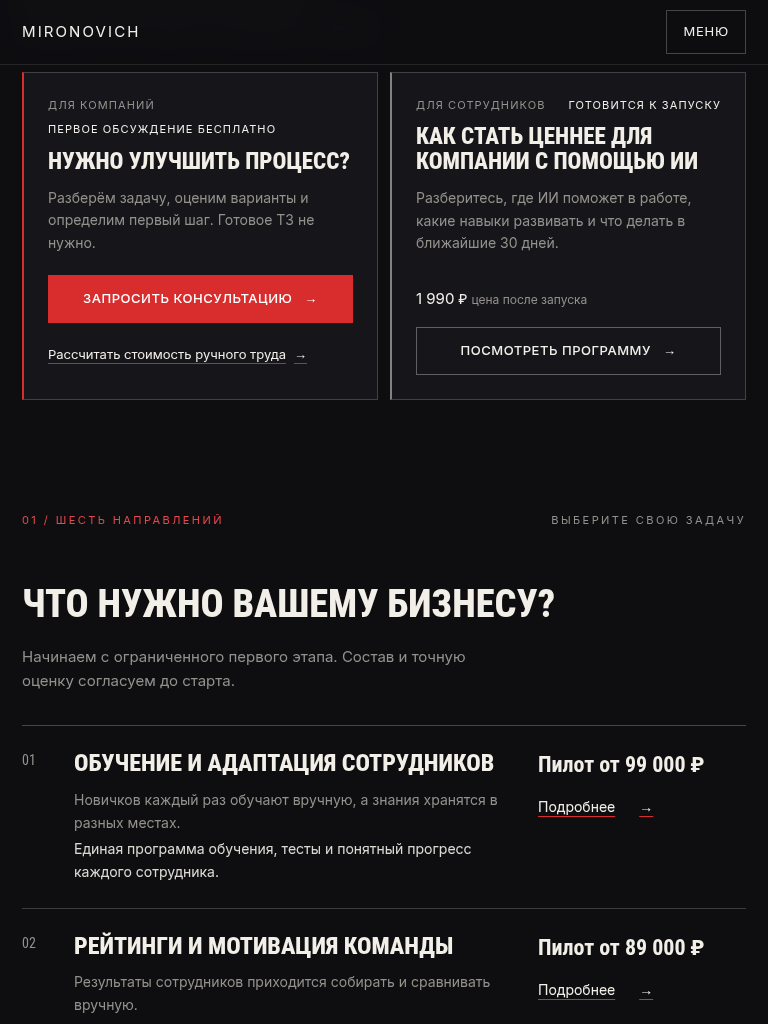 MIRONOVICH
МЕНЮ
ДЛЯ КОМПАНИЙ
ПЕРВОЕ ОБСУЖДЕНИЕ БЕСПЛАТНО
НУЖНО УЛУЧШИТЬ ПРОЦЕСС?
Разберём задачу, оценим варианты и
определим первый шаг. Готовое ТЗ не
нужно.
ЗАПРОСИТЬ КОНСУЛЬТАЦИЮ →
Рассчитать стоимость ручного труда →
ДЛЯ СОТРУДНИКОВ
ГОТОВИТСЯ К ЗАПУСКУ
КАК СТАТЬ ЦЕННЕЕ ДЛЯ
КОМПАНИИ С ПОМОЩЬЮ ИИ
Разберитесь, где ИИ поможет в работе,
какие навыки развивать и что делать в
ближайшие 30 дней.
1 990 ₽ цена после запуска
ПОСМОТРЕТЬ ПРОГРАММУ →
01 / ШЕСТЬ НАПРАВЛЕНИЙ
ВЫБЕРИТЕ СВОЮ ЗАДАЧУ
ЧТО НУЖНО ВАШЕМУ БИЗНЕСУ?
Начинаем с ограниченного первого этапа. Состав и точную
оценку согласуем до старта.
01
ОБУЧЕНИЕ И АДАПТАЦИЯ СОТРУДНИКОВ
Новичков каждый раз обучают вручную, а знания хранятся в
разных местах.
Единая программа обучения, тесты и понятный прогресс
каждого сотрудника.
Пилот от 99 000 ₽
Подробнее →
02
РЕЙТИНГИ И МОТИВАЦИЯ КОМАНДЫ
Результаты сотрудников приходится собирать и сравнивать
вручную.
Пилот от 89 000 ₽
Подробнее →